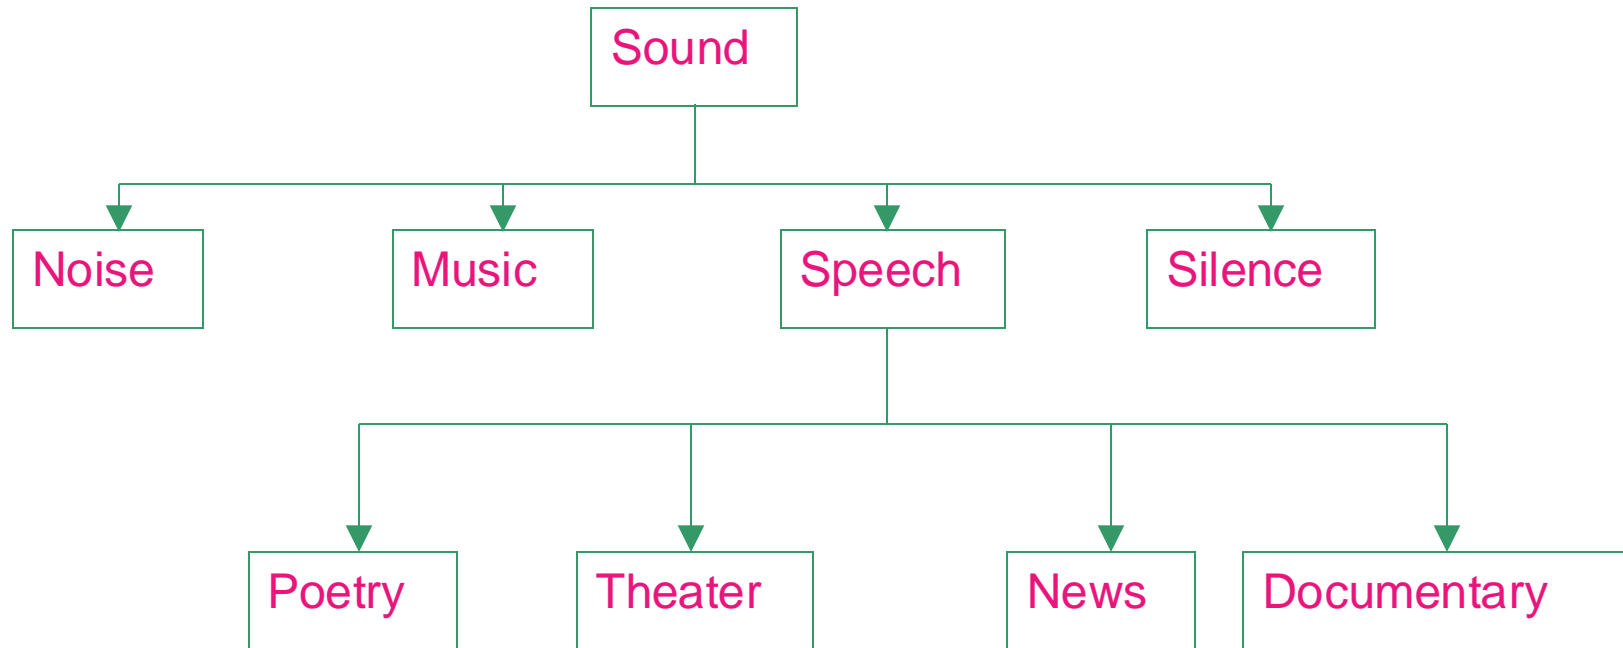 Sound
Noise
Music
Speech
Silence
Poetry
Theater
News
Documentary